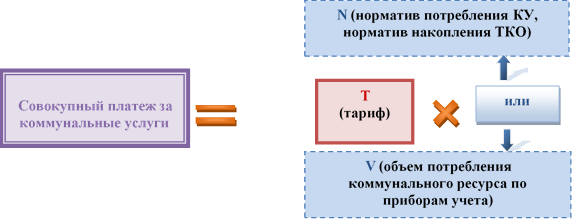 N (норматив потребления КУ,
норматив накопления ТКО)
Совокупный платеж за
коммунальные услуги
=
Т
(тариф)
×
или
V (объем потребления
коммунального ресурса по
приборам учета)